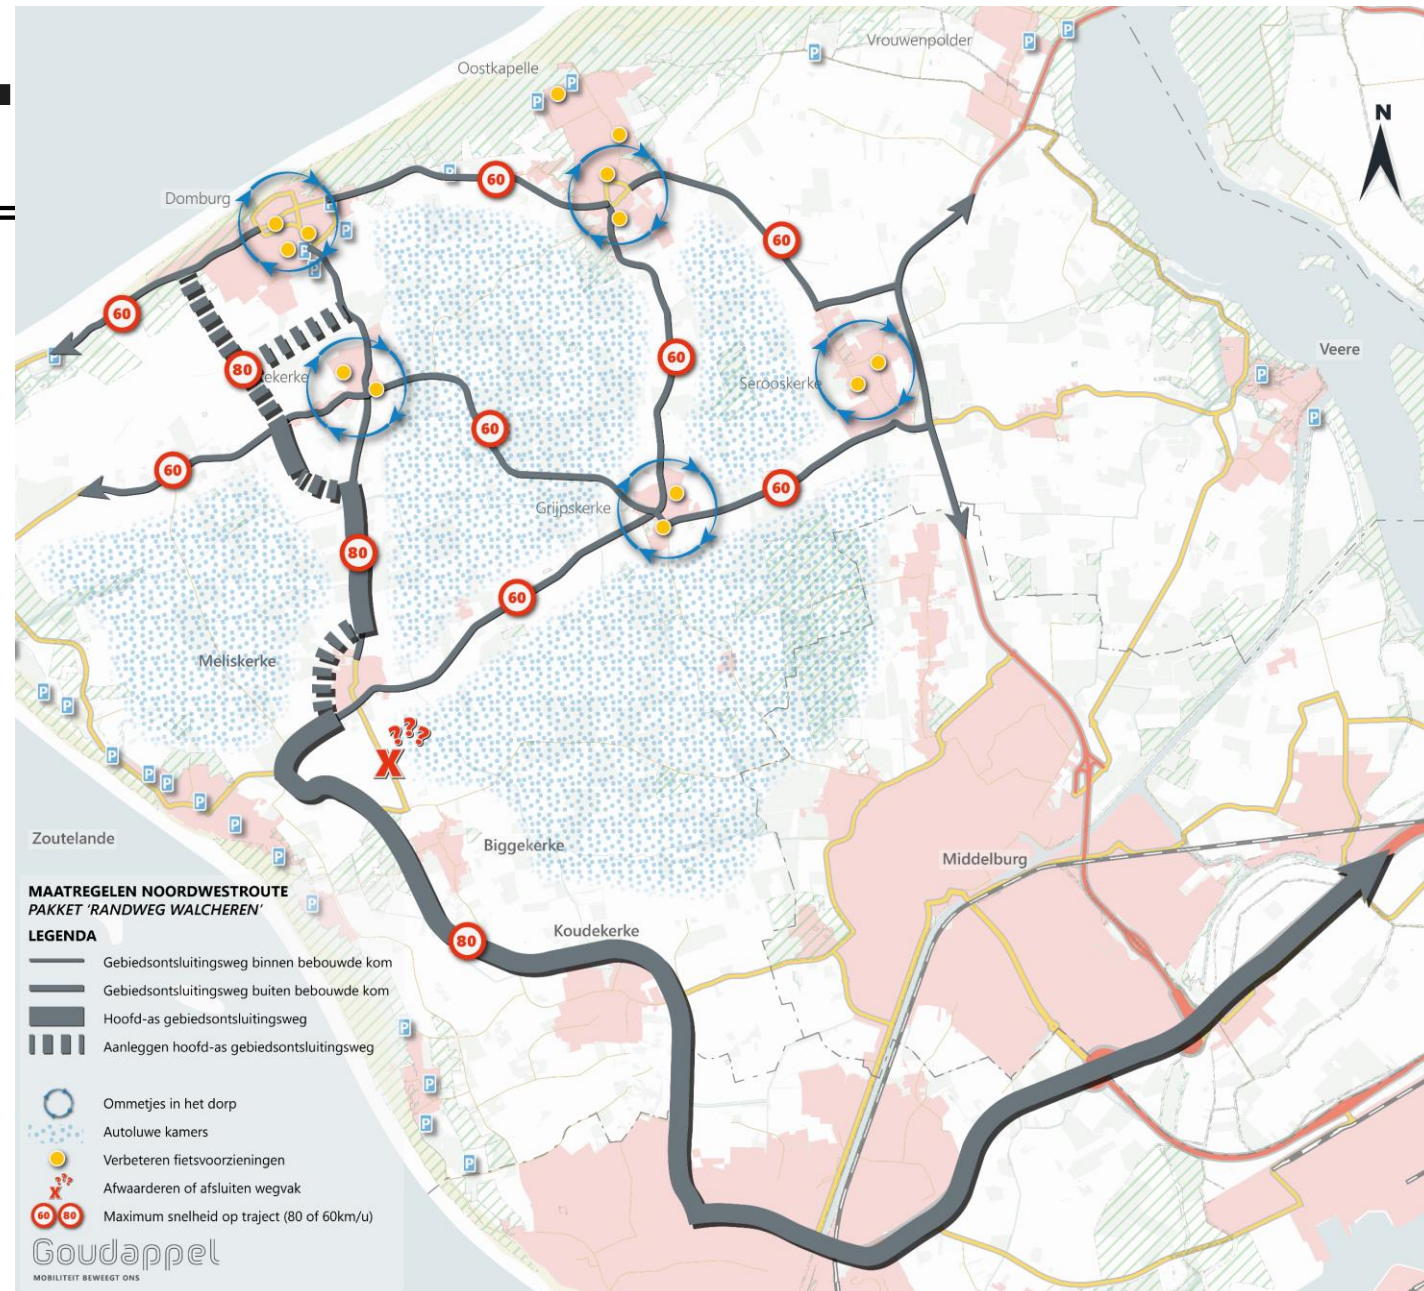 Vrouwenpolder
Oostkapelle
N
Domburg
60
60
60
Veere
80
ekerke
60
Serooskerke
60
60
60
Grijpskerke
80
60
Meliskerke
???
X
Zoutelande
Biggekerke
Middelburg
MAATREGELEN NOORDWESTROUTE
PAKKET 'RANDWEG WALCHEREN'
80
Koudekerke
LEGENDA
Gebiedsontsluitingsweg binnen bebouwde kom
Gebiedsontsluitingsweg buiten bebouwde kom
Hoofd-as gebiedsontsluitingsweg
Aanleggen hoofd-as gebiedsontsluitingsweg
Ommetjes in het dorp
Autoluwe kamers
Verbeteren fietsvoorzieningen
X??? Afwaarderen of afsluiten wegvak
60 80 Maximum snelheid op traject (80 of 60km/u)
Goudappel
MOBILITEIT BEWEEGT ONS